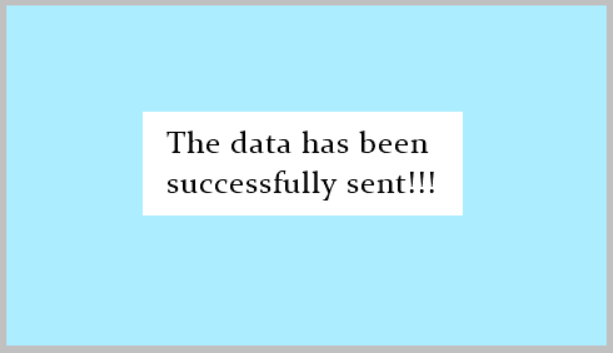 The data has been
successfully sent!!!